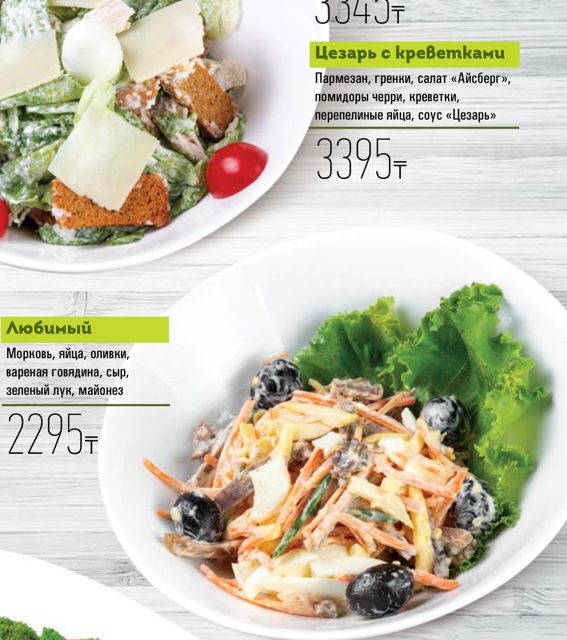 3345₸
Цезарь с креветками
Пармезан, гренки, салат «Айсберг»,
помидоры черри, креветки,
перепелиные яйца, соус «Цезарь»
3395₸
Любимый
Морковь, яйца, оливки,
вареная говядина, сыр,
зеленый лук, майонез
2295₸